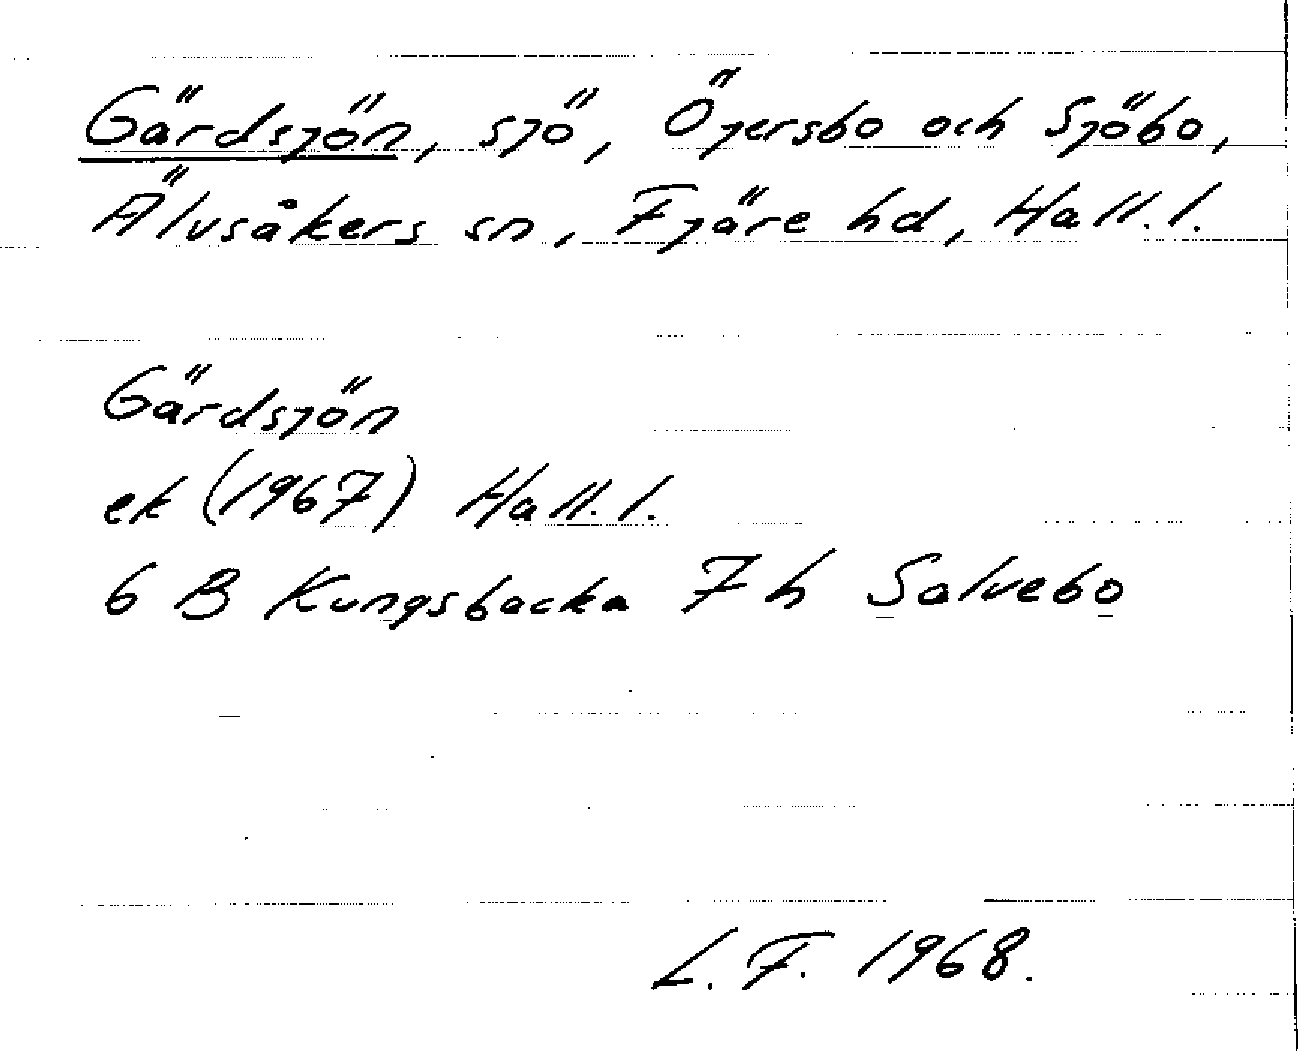 Gärdsjön, sjö, Öjersbo och Sjöbo,
Älvsåkers sn, Fjäre hd, Hall. l.
Gärdsjön
ek (1967) Hall. l.
6 B Kungsbacka 7 h Salvebo
L. F. 1968.